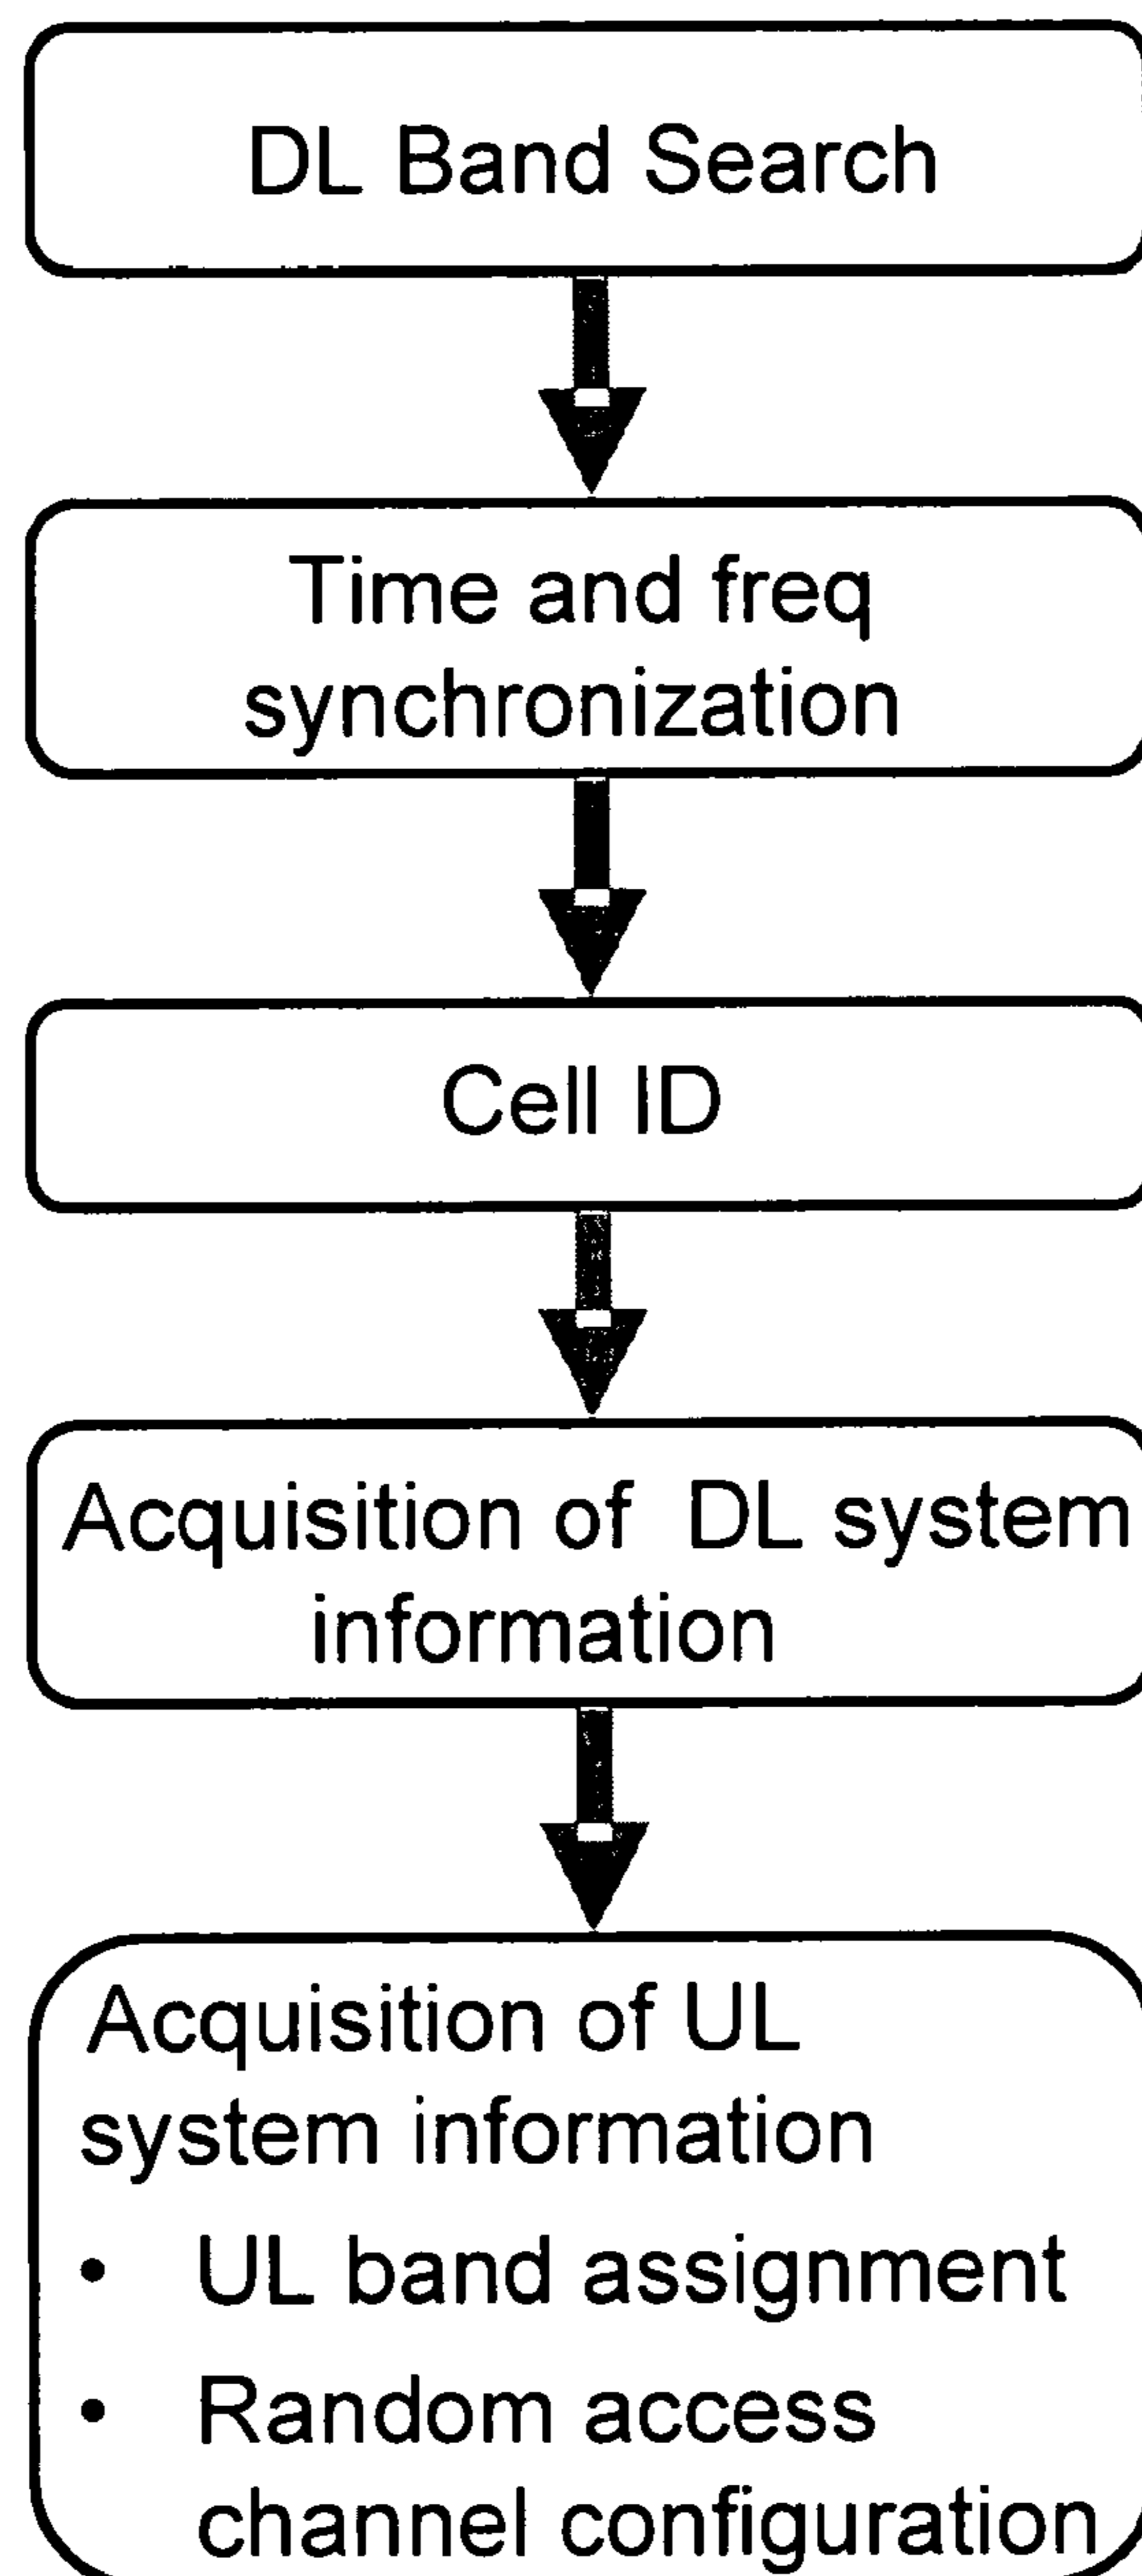 DL Band Search
Time and freq
synchronization
Cell ID
Acquisition of DL system
information
Acquisition of UL
system information
• UL band assignment
• Random access
channel configuration